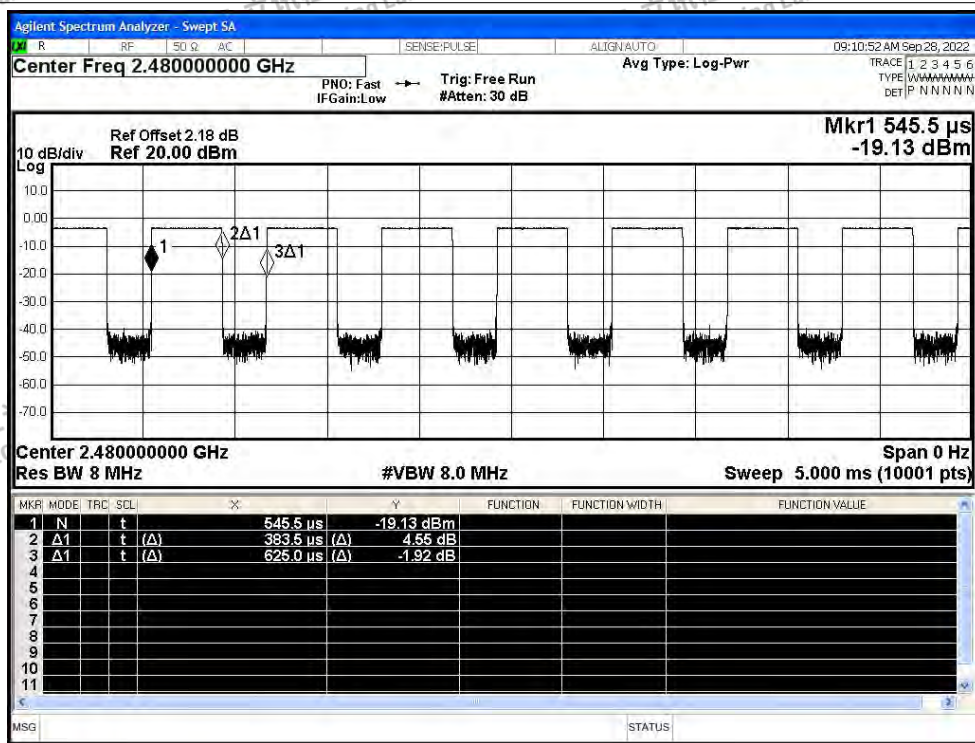 Agilent Spectrum Analyzer - Swept SA
R RF 50 Ω AC SENSE:PULSE ALIGN AUTO 09:10:52 AM Sep 28, 2022
Center Freq 2.480000000 GHz
PNO: Fast
IFGain:Low
Trig: Free Run
#Atten: 30 dB
Avg Type: Log-Pwr
TRACE 1 2 3 4 5 6
TYPE
DET P N N N N N
Mkr1 545.5 µs
-19.13 dBm
Ref Offset 2.18 dB
10 dB/div Ref 20.00 dBm
Log
10.0
0.00
-10.0
-20.0
-30.0
-40.0
-50.0
-60.0
-70.0
1
2Δ1
3Δ1
Center 2.480000000 GHz Span 0 Hz
Res BW 8 MHz #VBW 8.0 MHz Sweep 5.000 ms (10001 pts)
MKR MODE TRC SCL X Y FUNCTION FUNCTION WIDTH FUNCTION VALUE
1 N t 545.5 µs -19.13 dBm
2 Δ1 t (Δ) 383.5 µs (Δ) 4.55 dB
3 Δ1 t (Δ) 625.0 µs (Δ) -1.92 dB
4
5
6
7
8
9
10
11
MSG STATUS